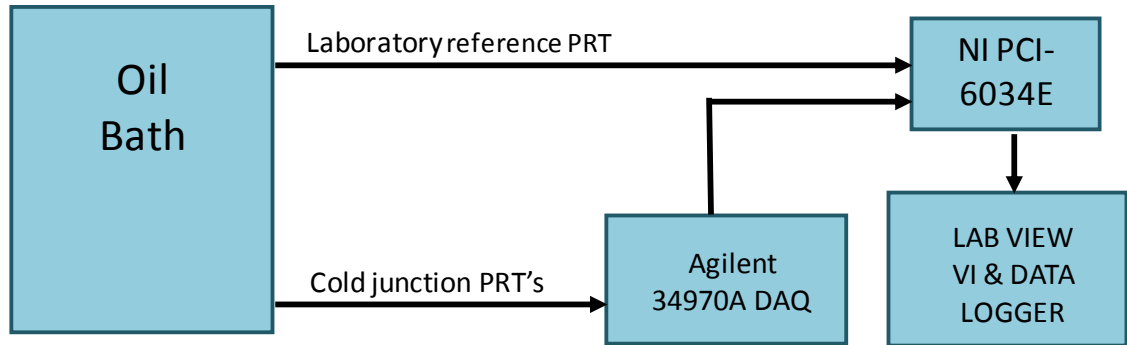 Oil
Bath
Laboratory reference PRT
NI PCI-
6034E
Cold junction PRT's
Agilent
34970A DAQ
LAB VIEW
VI & DATA
LOGGER